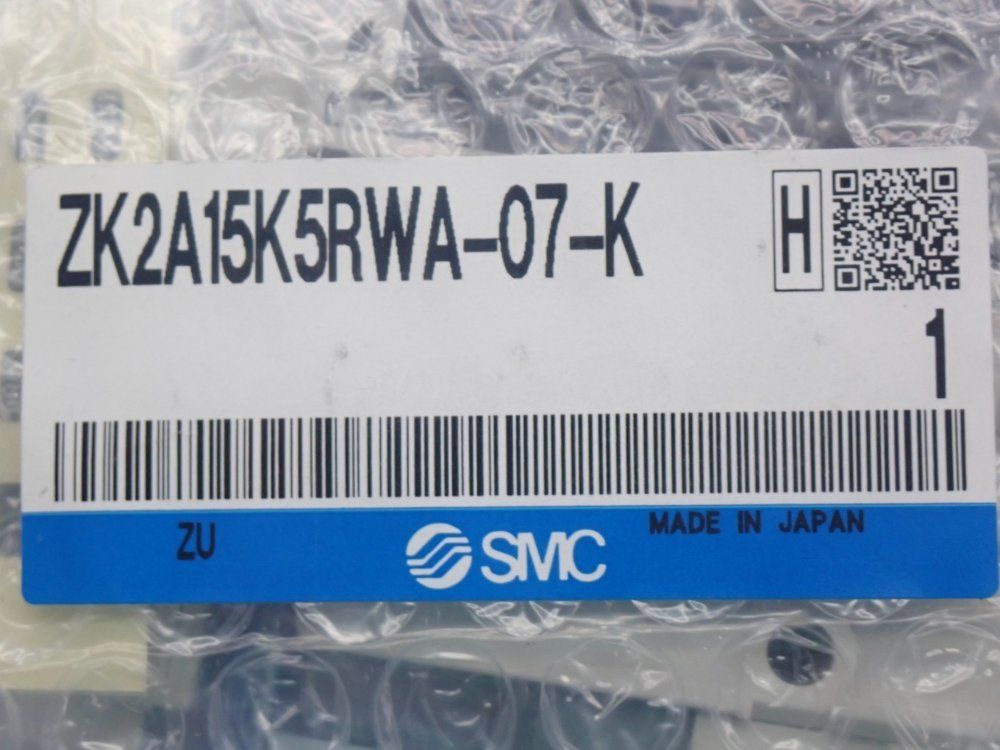 ZK2A15K5RWA-07-K
H
1
ZU
SMC
MADE IN JAPAN